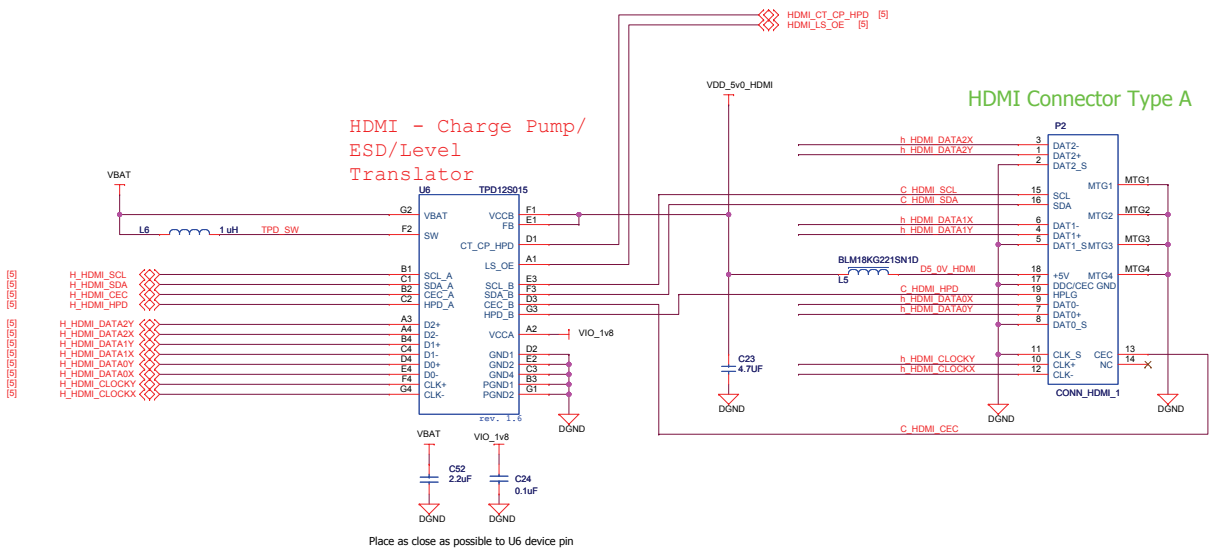 HDMI_CT_CP_HPD [5]
HDMI_LS_OE [5]
VDD_5v0_HDMI
HDMI Connector Type A
HDMI - Charge Pump/
ESD/Level
Translator
VBAT
U6 TPD12S015
G2 VBAT VCCB F1
FB E1
L6 1 uH TPD_SW F2 SW
CT_CP_HPD D1
LS_OE A1
[5] H_HDMI_SCL B1 SCL_A SCL_B E3
[5] H_HDMI_SDA C1 SDA_A SDA_B F3
[5] H_HDMI_CEC B2 CEC_A CEC_B D3
[5] H_HDMI_HPD C2 HPD_A HPD_B G3
[5] H_HDMI_DATA2Y A3 D2+
[5] H_HDMI_DATA2X A4 D2- VCCA A2 VIO_1v8
[5] H_HDMI_DATA1Y B4 D1+
[5] H_HDMI_DATA1X C4 D1- GND1 D2
[5] H_HDMI_DATA0Y D4 D0+ GND2 E2
[5] H_HDMI_DATA0X E4 D0- GND4 C3
[5] H_HDMI_CLOCKY F4 CLK+ PGND1 B3
[5] H_HDMI_CLOCKX G4 CLK- PGND2 G1
rev. 1.6
DGND
P2
h_HDMI_DATA2X 3 DAT2-
h_HDMI_DATA2Y 1 DAT2+
2 DAT2_S
MTG1 MTG1
C_HDMI_SCL 15 SCL
C_HDMI_SDA 16 SDA
MTG2 MTG2
h_HDMI_DATA1X 6 DAT1-
h_HDMI_DATA1Y 4 DAT1+
5 DAT1_S MTG3 MTG3
BLM18KG221SN1D
L5
D5_0V_HDMI 18 +5V MTG4 MTG4
17 DDC/CEC GND
C_HDMI_HPD 19 HPLG
h_HDMI_DATA0X 9 DAT0-
h_HDMI_DATA0Y 7 DAT0+
8 DAT0_S
11 CLK_S CEC 13
h_HDMI_CLOCKY 10 CLK+ NC 14
h_HDMI_CLOCKX 12 CLK-
CONN_HDMI_1
C23
4.7UF
DGND
DGND
DGND
C_HDMI_CEC
VBAT
C52
2.2uF
DGND
VIO_1v8
C24
0.1uF
DGND
Place as close as possible to U6 device pin